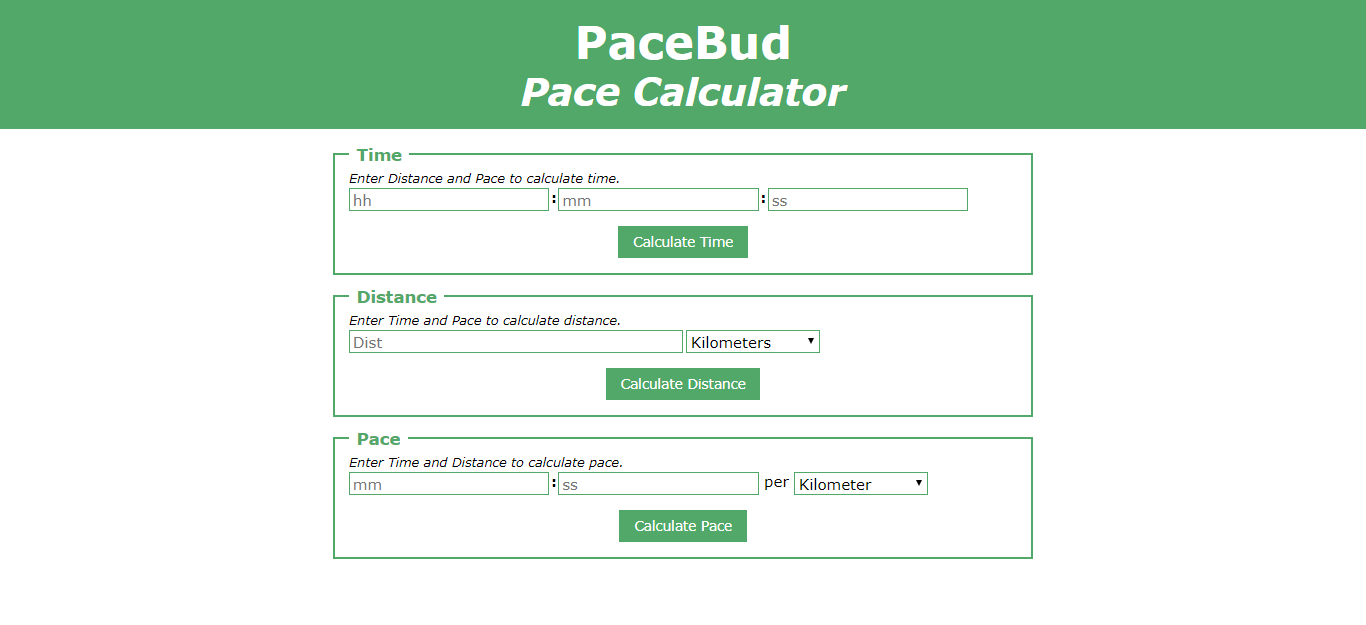 PaceBud
Pace Calculator
Time
Enter Distance and Pace to calculate time.
hh : mm : ss
Calculate Time
Distance
Enter Time and Pace to calculate distance.
Dist Kilometers
Calculate Distance
Pace
Enter Time and Distance to calculate pace.
mm : ss per Kilometer
Calculate Pace